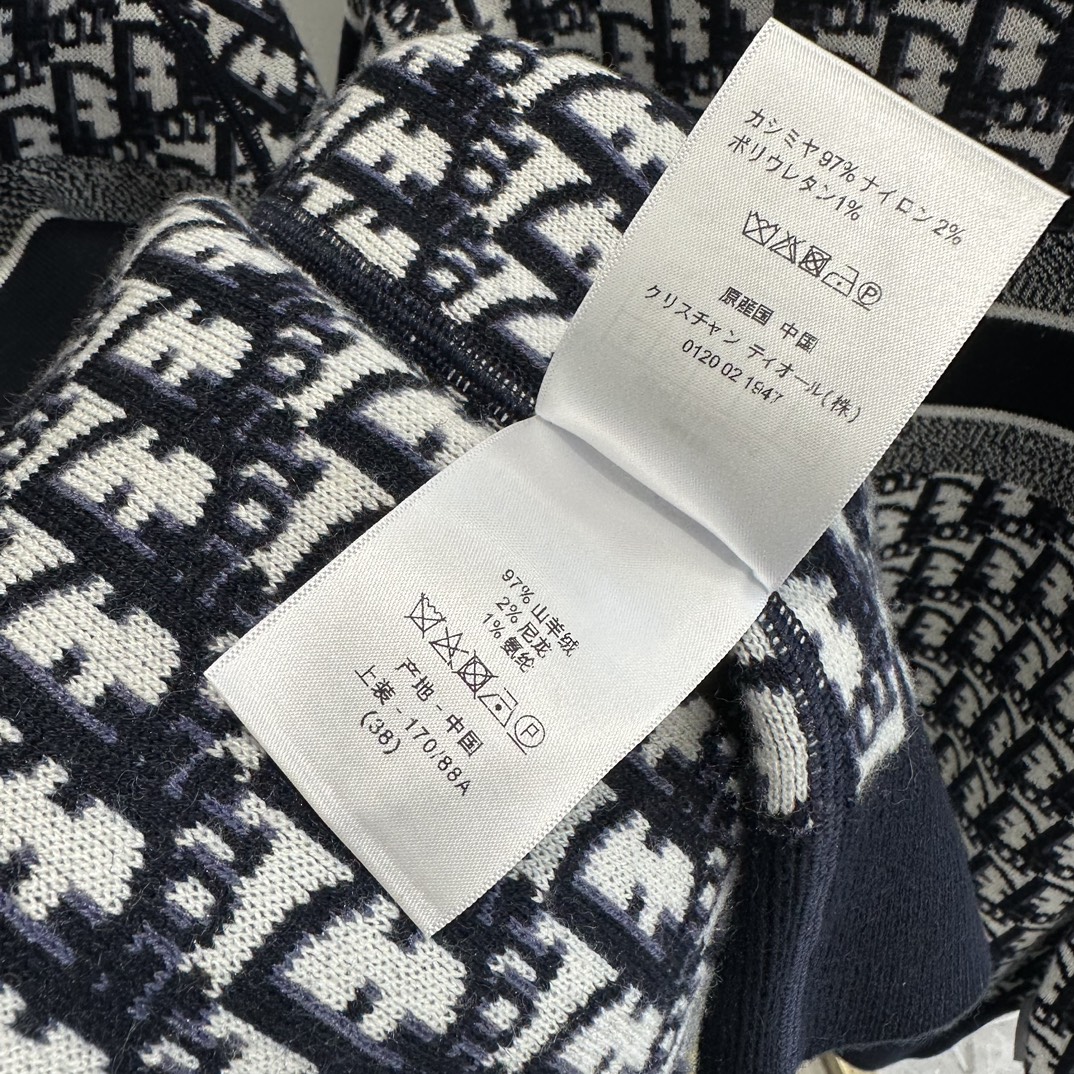 カシミヤ 97% ナイロン 2%
ポリウレタン1%
P
原産国 中国
クリスチャン ディオール(株)
0120 02 1947
97% 山羊绒
2% 尼龙
1% 氨纶
P
产地 - 中国
上装 - 170/88A
(38)